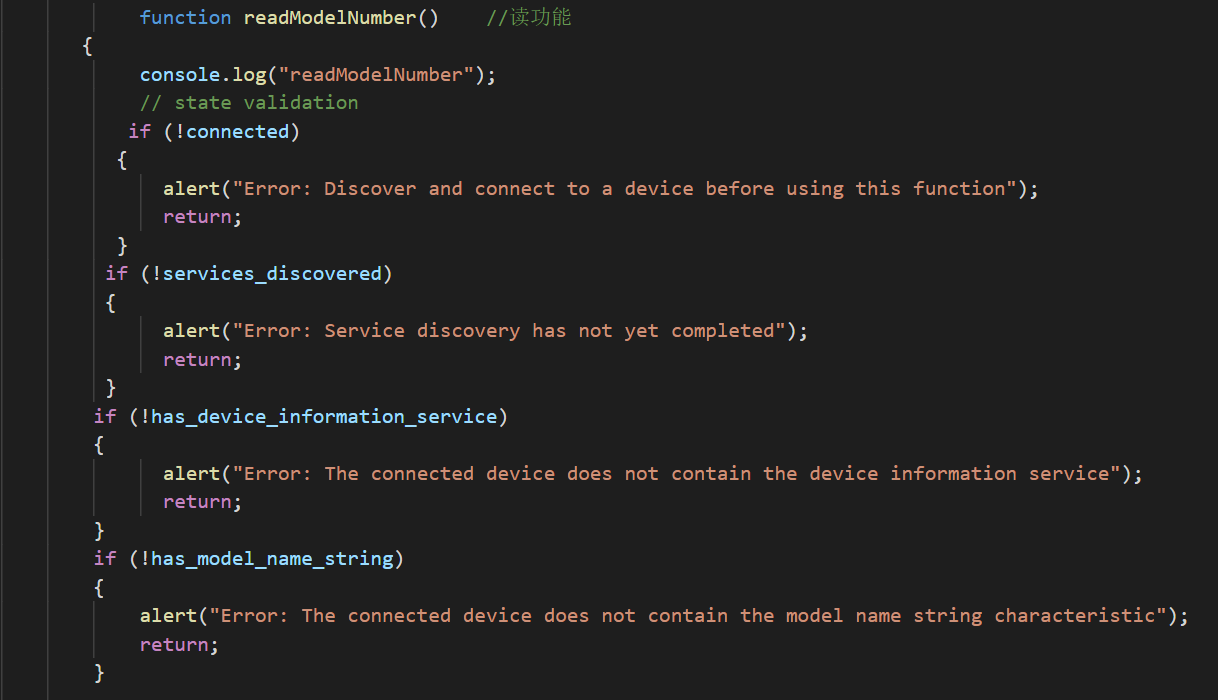 function readModelNumber()    //读功能
{
console.log("readModelNumber");
// state validation
if (!connected)
{
alert("Error: Discover and connect to a device before using this function");
return;
}
if (!services_discovered)
{
alert("Error: Service discovery has not yet completed");
return;
}
if (!has_device_information_service)
{
alert("Error: The connected device does not contain the device information service");
return;
}
if (!has_model_name_string)
{
alert("Error: The connected device does not contain the model name string characteristic");
return;
}